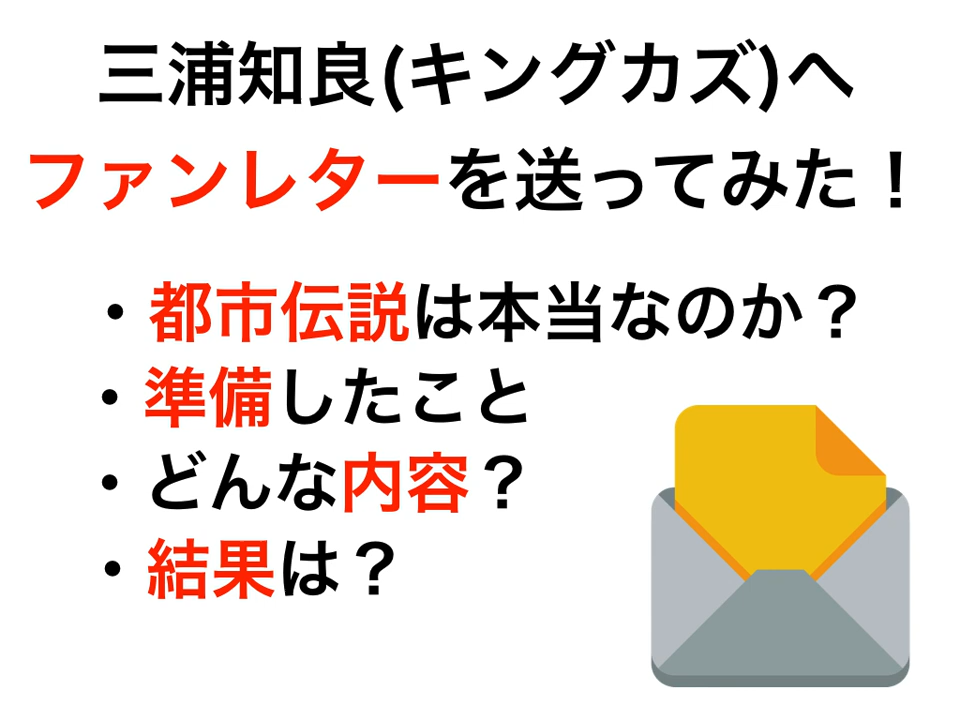 三浦知良(キングカズ)へ
ファンレターを送ってみた！
・都市伝説は本当なのか？
・準備したこと
・どんな内容？
・結果は？